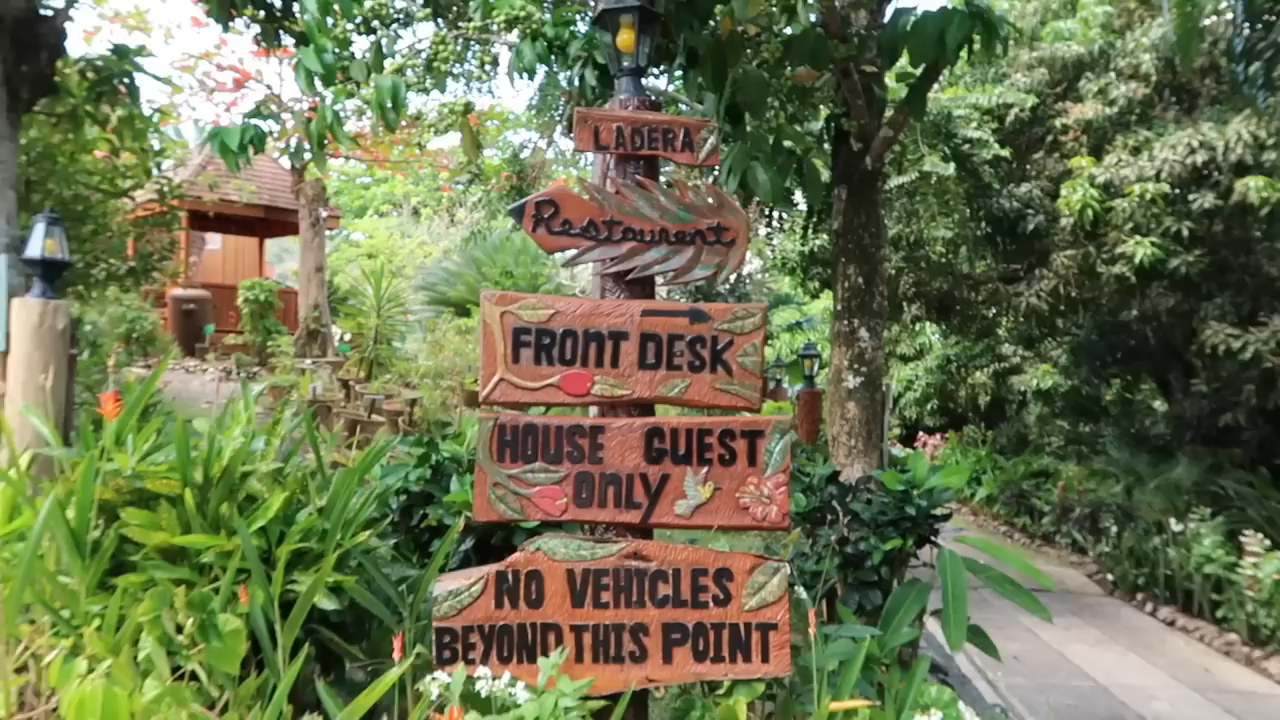 LADERA
Restaurant
FRONT DESK
HOUSE GUEST
ONLY
NO VEHICLES
BEYOND THIS POINT